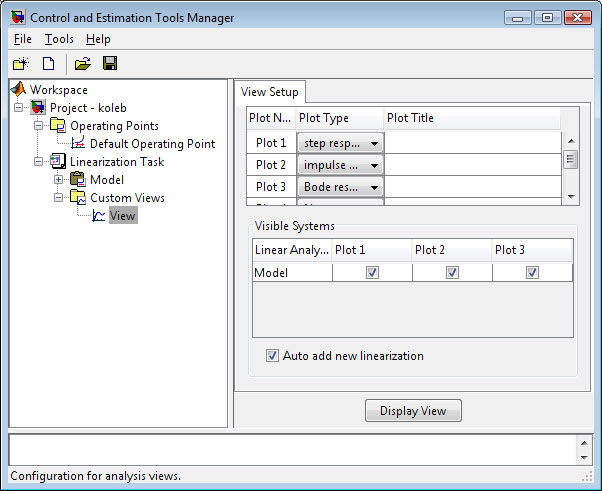 Control and Estimation Tools Manager
File Tools Help
Workspace
Project - koleb
Operating Points
Default Operating Point
Linearization Task
Model
Custom Views
View
View Setup
Plot N... Plot Type Plot Title
Plot 1 step resp...
Plot 2 impulse ...
Plot 3 Bode res...
Visible Systems
Linear Analy... Plot 1 Plot 2 Plot 3
Model
Auto add new linearization
Display View
Configuration for analysis views.